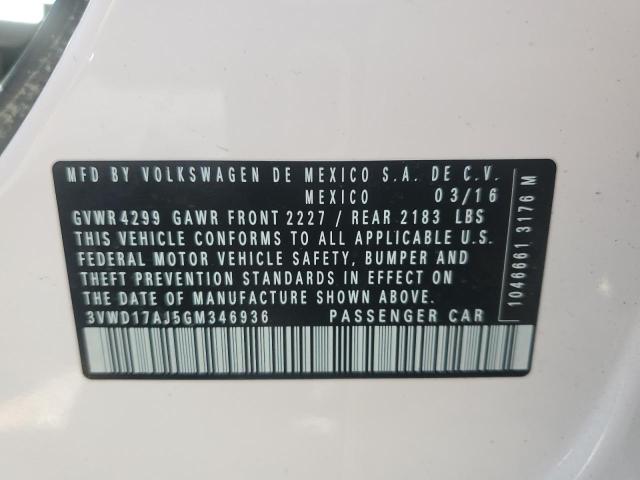 MFD BY VOLKSWAGEN DE MEXICO S.A. DE C.V.
MEXICO 03/16
GVWR 4299 GAWR FRONT 2227 / REAR 2183 LBS
THIS VEHICLE CONFORMS TO ALL APPLICABLE U.S.
FEDERAL MOTOR VEHICLE SAFETY, BUMPER AND
THEFT PREVENTION STANDARDS IN EFFECT ON
THE DATE OF MANUFACTURE SHOWN ABOVE.
3VWD17AJ5GM346936 PASSENGER CAR
1046661 3176 M